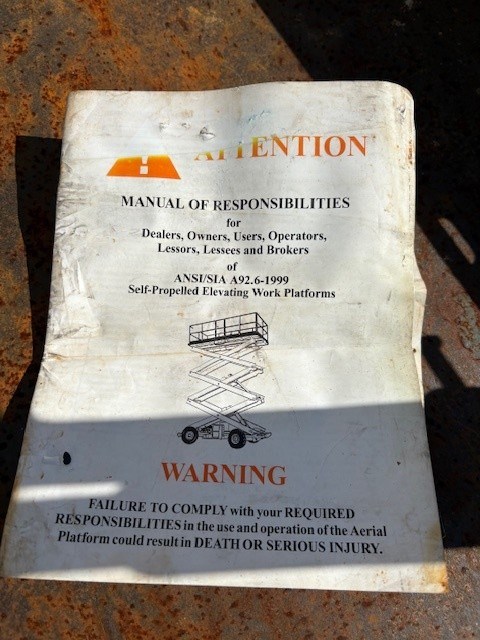 ATTENTION
MANUAL OF RESPONSIBILITIES
for
Dealers, Owners, Users, Operators,
Lessors, Lessees and Brokers
of
ANSI/SIA A92.6-1999
Self-Propelled Elevating Work Platforms
WARNING
FAILURE TO COMPLY with your REQUIRED
RESPONSIBILITIES in the use and operation of the Aerial
Platform could result in DEATH OR SERIOUS INJURY.